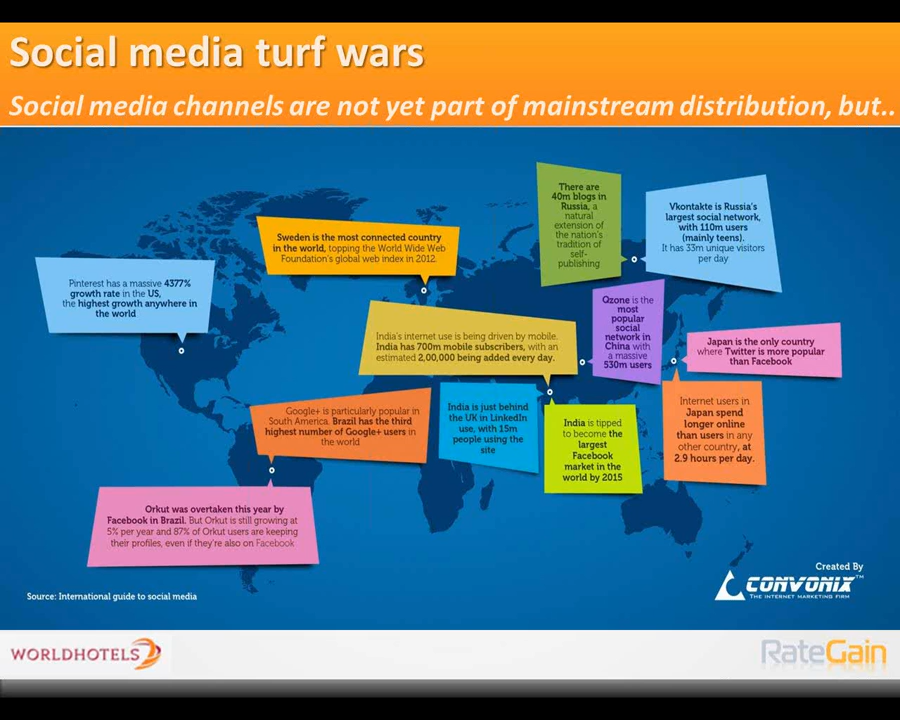 Social media turf wars
Social media channels are not yet part of mainstream distribution, but..
There are
40m blogs in
Russia, a
natural
extension of
the nation's
tradition of
self-
publishing
Vkontakte is Russia's
largest social network,
with 110m users
(mainly teens).
It has 33m unique visitors
per day
Sweden is the most connected country
in the world, topping the World Wide Web
Foundation's global web index in 2012.
Pinterest has a massive 4377%
growth rate in the US,
the highest growth anywhere in
the world
Qzone is the
most
popular
social
network in
China with
a massive
530m users
India's internet use is being driven by mobile.
India has 700m mobile subscribers, with an
estimated 2,00,000 being added every day.
Japan is the only country
where Twitter is more popular
than Facebook
Google+ is particularly popular in
South America. Brazil has the third
highest number of Google+ users in
the world
India is just behind
the UK in LinkedIn
use, with 15m
people using the
site
India is tipped
to become the
largest
Facebook
market in the
world by 2015
Internet users in
Japan spend
longer online
than users in any
other country, at
2.9 hours per day.
Orkut was overtaken this year by
Facebook in Brazil. But Orkut is still growing at
5% per year and 87% of Orkut users are keeping
their profiles, even if they're also on Facebook
Source: International guide to social media
Created By
CONVONIX™
THE INTERNET MARKETING FIRM
WORLDHOTELS
RateGain